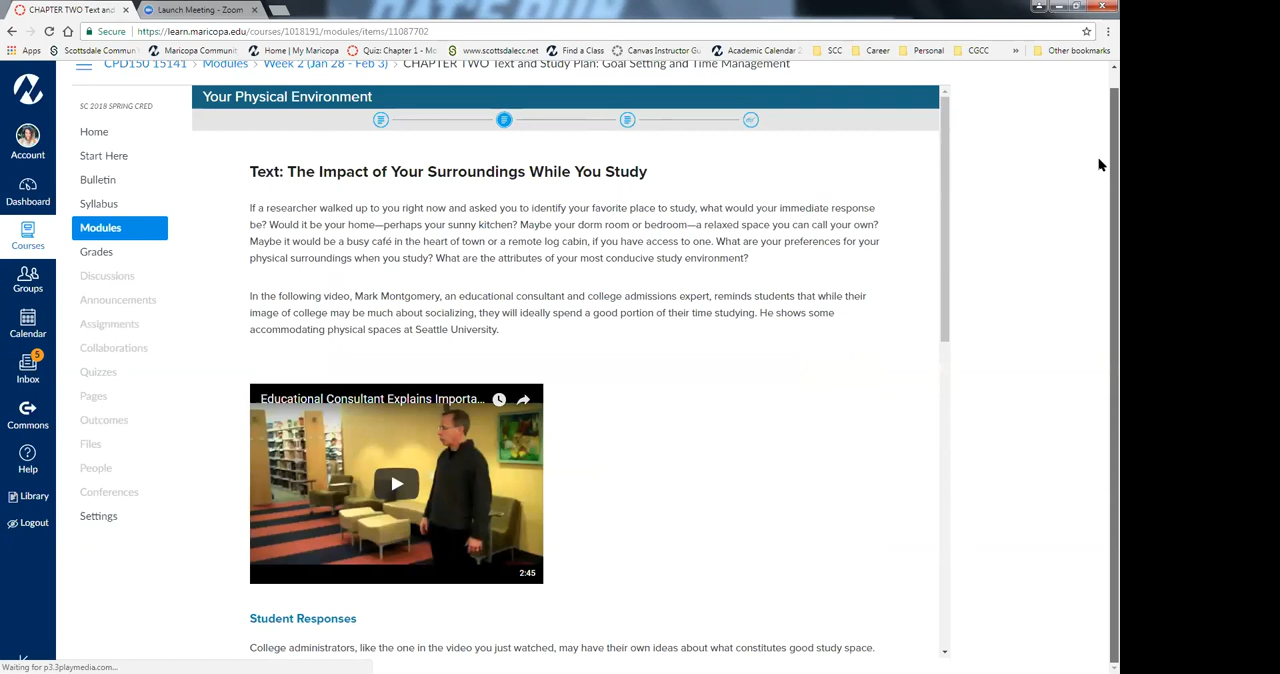 CHAPTER TWO Text and
Launch Meeting - Zoom
Secure
https://learn.maricopa.edu/courses/1018191/modules/items/11087702
Apps
Scottsdale Commun
Maricopa Communit
Home | My Maricopa
Quiz: Chapter 1 - Mo
www.scottsdalecc.net
Find a Class
Canvas Instructor Gu
Academic Calendar
SCC
Career
Personal
CGCC
»
Other bookmarks
CPD150 15141 › Modules › Week 2 (Jan 28 - Feb 3) › CHAPTER TWO Text and Study Plan: Goal Setting and Time Management
Account
Dashboard
Courses
Groups
Calendar
5
Inbox
Commons
Help
Library
Logout
SC 2018 SPRING CRED
Home
Start Here
Bulletin
Syllabus
Modules
Grades
Discussions
Announcements
Assignments
Collaborations
Quizzes
Pages
Outcomes
Files
People
Conferences
Settings
Your Physical Environment
Text: The Impact of Your Surroundings While You Study
If a researcher walked up to you right now and asked you to identify your favorite place to study, what would your immediate response
be? Would it be your home—perhaps your sunny kitchen? Maybe your dorm room or bedroom—a relaxed space you can call your own?
Maybe it would be a busy café in the heart of town or a remote log cabin, if you have access to one. What are your preferences for your
physical surroundings when you study? What are the attributes of your most conducive study environment?
In the following video, Mark Montgomery, an educational consultant and college admissions expert, reminds students that while their
image of college may be much about socializing, they will ideally spend a good portion of their time studying. He shows some
accommodating physical spaces at Seattle University.
Educational Consultant Explains Importa...
2:45
Student Responses
College administrators, like the one in the video you just watched, may have their own ideas about what constitutes good study space.
Waiting for p3.3playmedia.com...